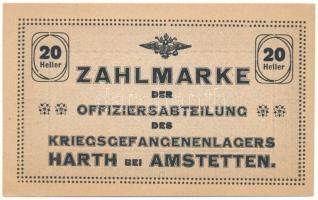 20 Heller
20 Heller
ZAHLMARKE
DER
OFFIZIERSABTEILUNG
DES
KRIEGSGEFANGENENLAGERS
HARTH BEI AMSTETTEN.